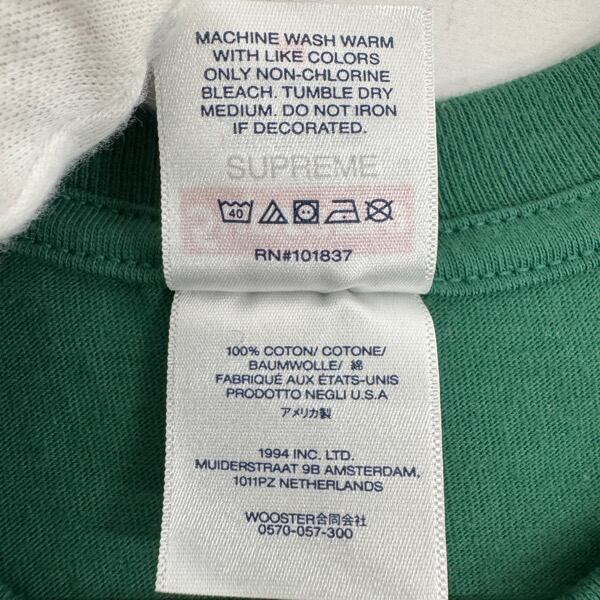 MACHINE WASH WARM
WITH LIKE COLORS
ONLY NON-CHLORINE
BLEACH. TUMBLE DRY
MEDIUM. DO NOT IRON
IF DECORATED.
SUPREME
40
RN#101837
100% COTON/ COTONE/
BAUMWOLLE/ 綿
FABRIQUÉ AUX ÉTATS-UNIS
PRODOTTO NEGLI U.S.A
アメリカ製
1994 INC. LTD.
MUIDERSTRAAT 9B AMSTERDAM,
1011PZ NETHERLANDS
WOOSTER合同会社
0570-057-300